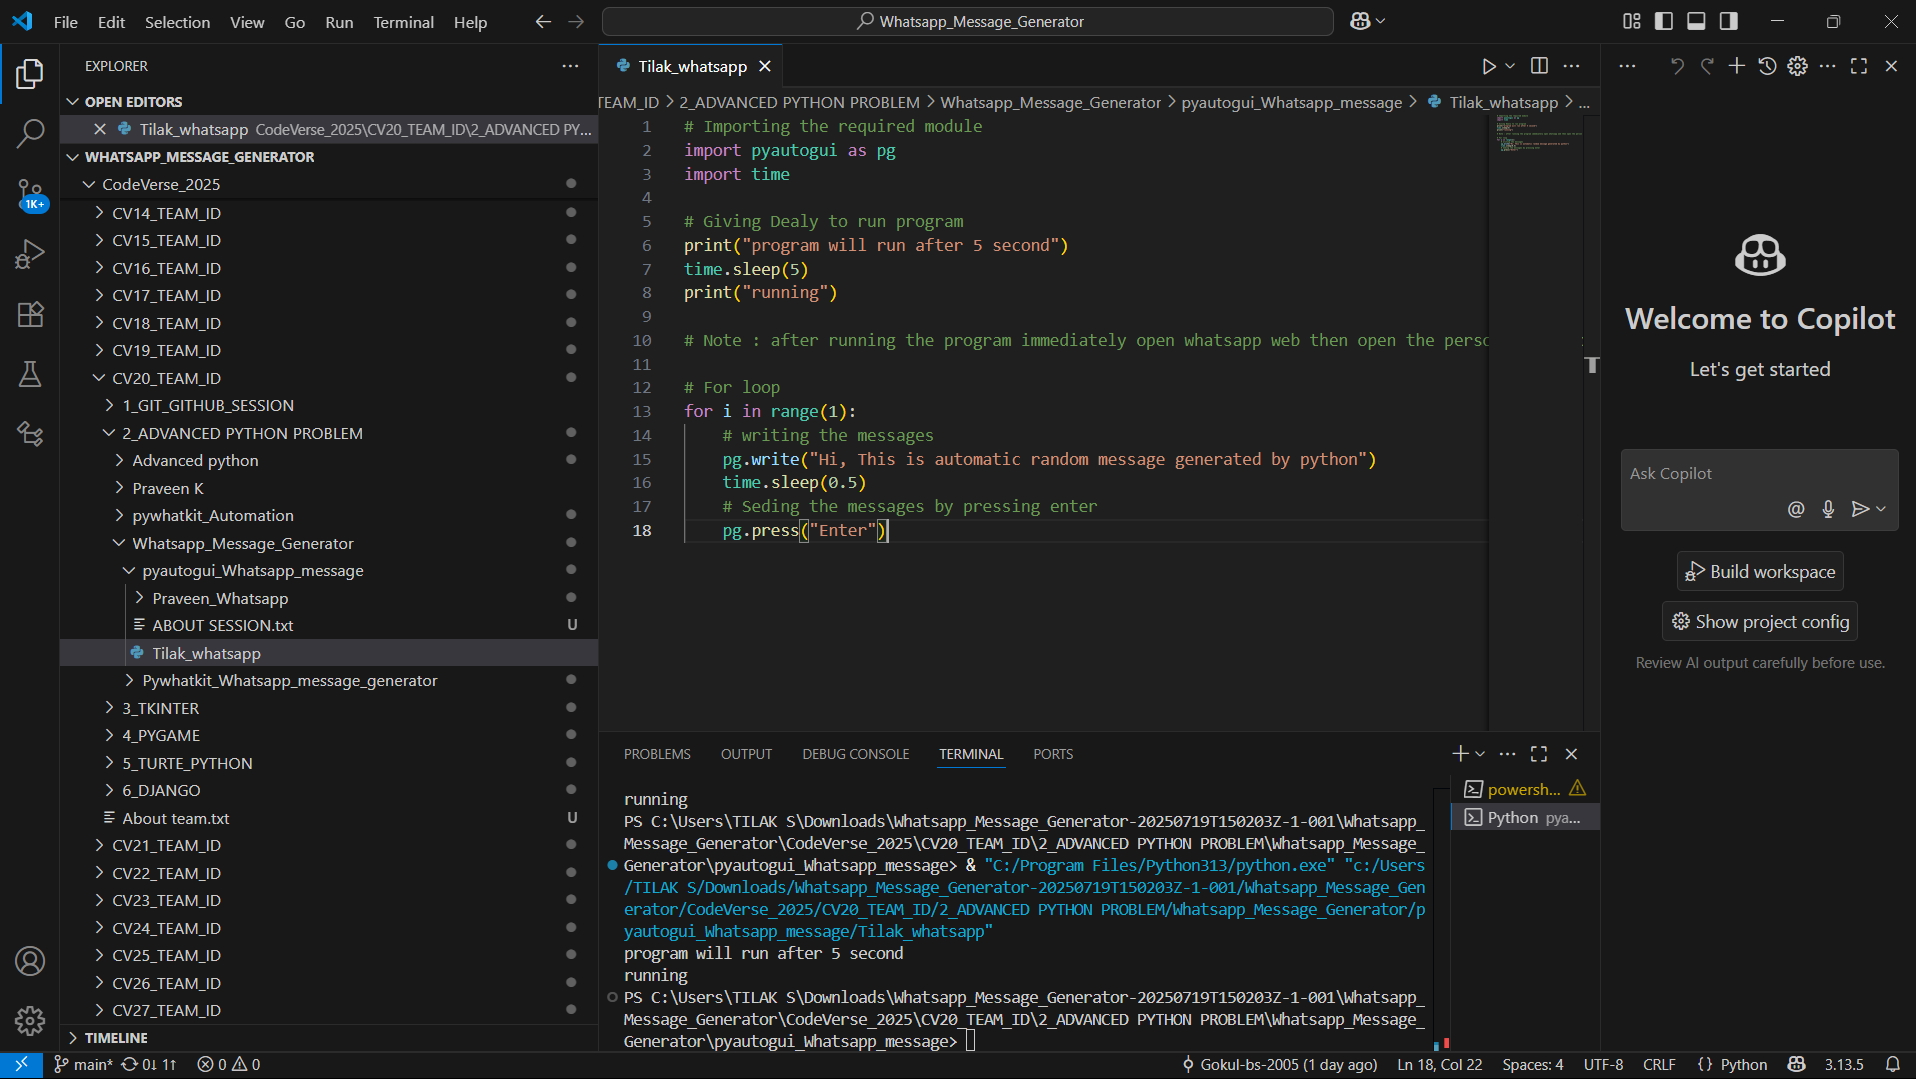 File Edit Selection View Go Run Terminal Help
Whatsapp_Message_Generator
EXPLORER
OPEN EDITORS
Tilak_whatsapp CodeVerse_2025\CV20_TEAM_ID\2_ADVANCED PY...
WHATSAPP_MESSAGE_GENERATOR
CodeVerse_2025
CV14_TEAM_ID
CV15_TEAM_ID
CV16_TEAM_ID
CV17_TEAM_ID
CV18_TEAM_ID
CV19_TEAM_ID
CV20_TEAM_ID
1_GIT_GITHUB_SESSION
2_ADVANCED PYTHON PROBLEM
Advanced python
Praveen K
pywhatkit_Automation
Whatsapp_Message_Generator
pyautogui_Whatsapp_message
Praveen_Whatsapp
ABOUT SESSION.txt U
Tilak_whatsapp
Pywhatkit_Whatsapp_message_generator
3_TKINTER
4_PYGAME
5_TURTE_PYTHON
6_DJANGO
About team.txt U
CV21_TEAM_ID
CV22_TEAM_ID
CV23_TEAM_ID
CV24_TEAM_ID
CV25_TEAM_ID
CV26_TEAM_ID
CV27_TEAM_ID
TIMELINE
1K+
Tilak_whatsapp
TEAM_ID > 2_ADVANCED PYTHON PROBLEM > Whatsapp_Message_Generator > pyautogui_Whatsapp_message > Tilak_whatsapp > ...
1 # Importing the required module
2 import pyautogui as pg
3 import time
4
5 # Giving Dealy to run program
6 print("program will run after 5 second")
7 time.sleep(5)
8 print("running")
9
10 # Note : after running the program immediately open whatsapp web then open the perso
11
12 # For loop
13 for i in range(1):
14 # writing the messages
15 pg.write("Hi, This is automatic random message generated by python")
16 time.sleep(0.5)
17 # Seding the messages by pressing enter
18 pg.press("Enter")
PROBLEMS OUTPUT DEBUG CONSOLE TERMINAL PORTS
running
PS C:\Users\TILAK S\Downloads\Whatsapp_Message_Generator-20250719T150203Z-1-001\Whatsapp_
Message_Generator\CodeVerse_2025\CV20_TEAM_ID\2_ADVANCED PYTHON PROBLEM\Whatsapp_Message_
Generator\pyautogui_Whatsapp_message> & "C:/Program Files/Python313/python.exe" "c:/Users
/TILAK S/Downloads/Whatsapp_Message_Generator-20250719T150203Z-1-001/Whatsapp_Message_Gen
erator/CodeVerse_2025/CV20_TEAM_ID/2_ADVANCED PYTHON PROBLEM/Whatsapp_Message_Generator/p
yautogui_Whatsapp_message/Tilak_whatsapp"
program will run after 5 second
running
PS C:\Users\TILAK S\Downloads\Whatsapp_Message_Generator-20250719T150203Z-1-001\Whatsapp_
Message_Generator\CodeVerse_2025\CV20_TEAM_ID\2_ADVANCED PYTHON PROBLEM\Whatsapp_Message_
Generator\pyautogui_Whatsapp_message>
powersh...
Python pya...
Welcome to Copilot
Let's get started
Ask Copilot
Build workspace
Show project config
Review AI output carefully before use.
main* 0↓ 1↑ 0 0
Gokul-bs-2005 (1 day ago) Ln 18, Col 22 Spaces: 4 UTF-8 CRLF {} Python 3.13.5